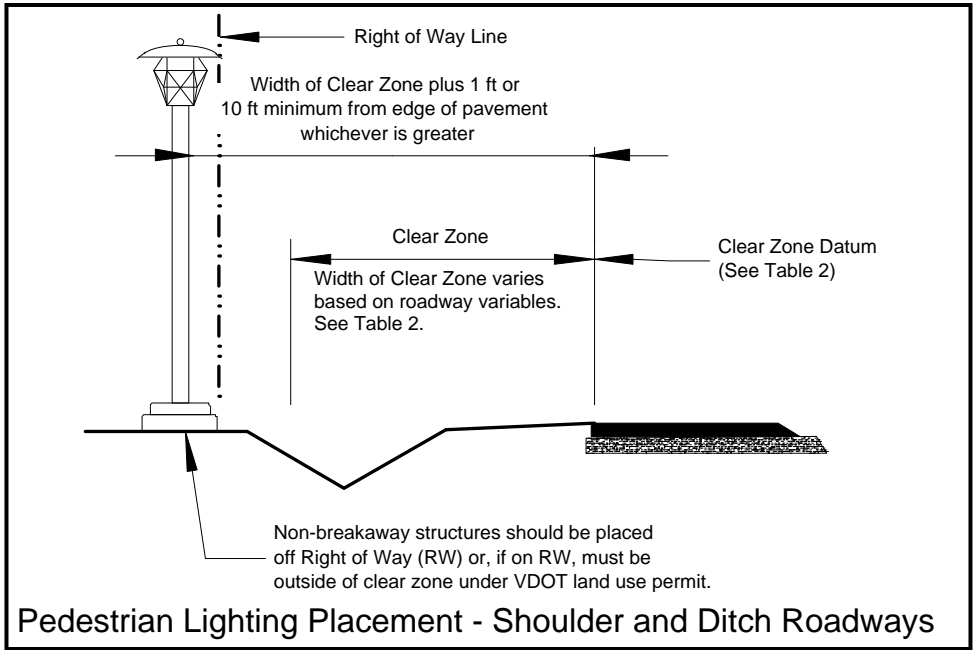 Right of Way Line
Width of Clear Zone plus 1 ft or
10 ft minimum from edge of pavement
whichever is greater
Clear Zone
Width of Clear Zone varies
based on roadway variables.
See Table 2.
Clear Zone Datum
(See Table 2)
Non-breakaway structures should be placed
off Right of Way (RW) or, if on RW, must be
outside of clear zone under VDOT land use permit.
Pedestrian Lighting Placement - Shoulder and Ditch Roadways